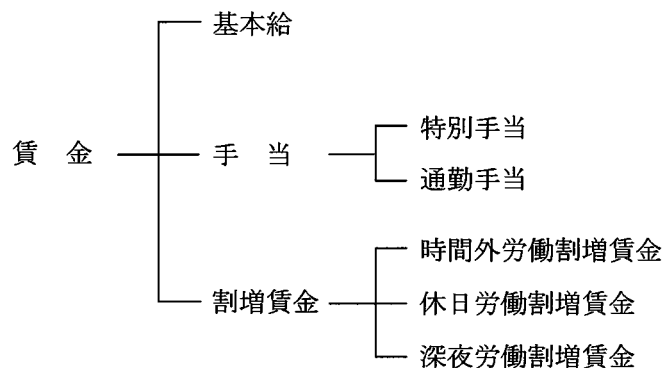 基本給
賃金
手当
特別手当
通勤手当
割増賃金
時間外労働割増賃金
休日労働割増賃金
深夜労働割増賃金